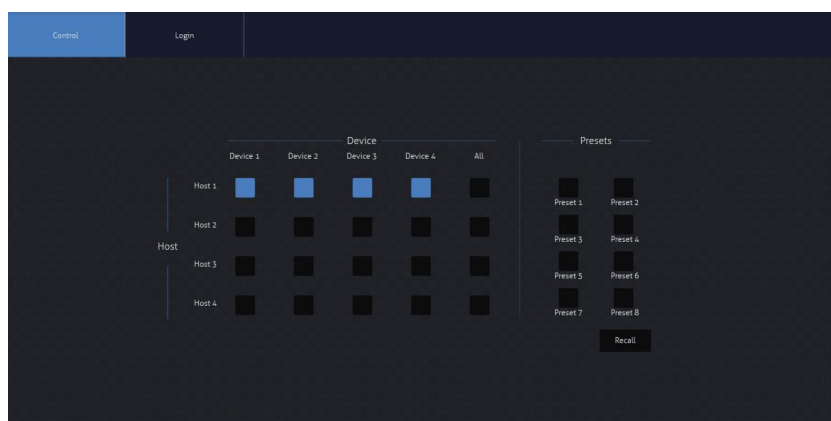 Control Login
Device Presets
Device 1 Device 2 Device 3 Device 4 All
Host 1
Preset 1 Preset 2
Host 2
Preset 3 Preset 4
Host
Host 3
Preset 5 Preset 6
Host 4
Preset 7 Preset 8
Recall